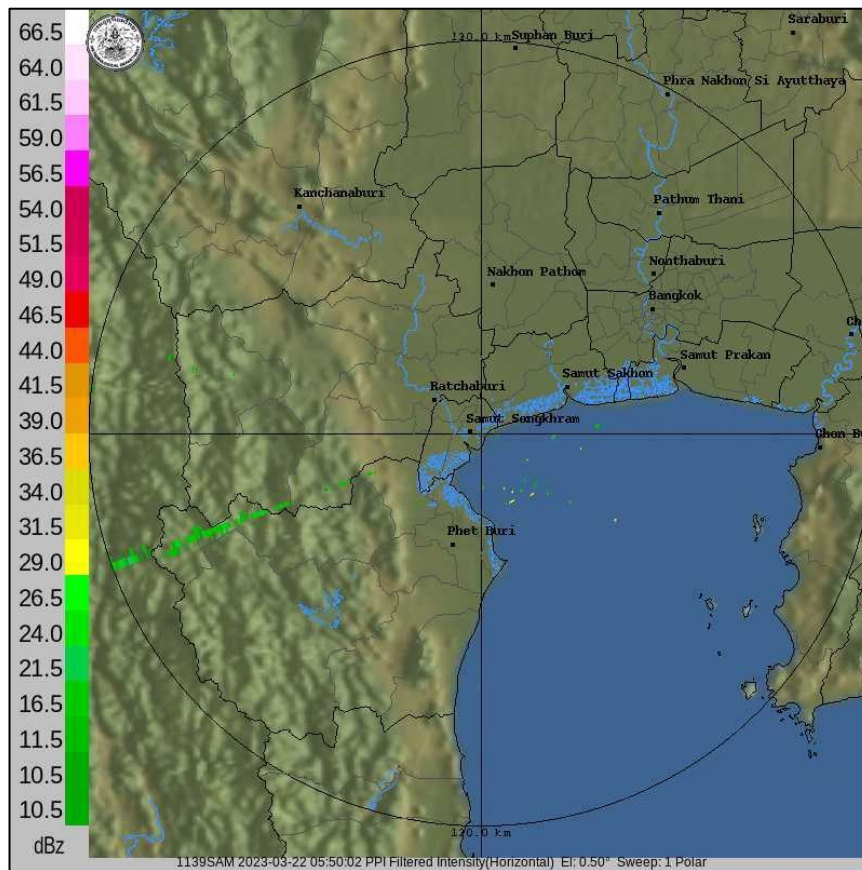 66.5
64.0
61.5
59.0
56.5
54.0
51.5
49.0
46.5
44.0
41.5
39.0
36.5
34.0
31.5
29.0
26.5
24.0
21.5
16.5
11.5
10.5
10.5
dBz
120.0 km
Suphan Buri
Saraburi
Phra Nakhon Si Ayutthaya
Kanchanaburi
Pathum Thani
Nakhon Pathom
Nonthaburi
Bangkok
Samut Prakan
Samut Sakhon
Ratchaburi
Samut Songkhram
Chon Bu
Phet Buri
120.0 km
1139SAM 2023-03-22 05:50:02 PPI Filtered Intensity(Horizontal) El: 0.50° Sweep: 1 Polar